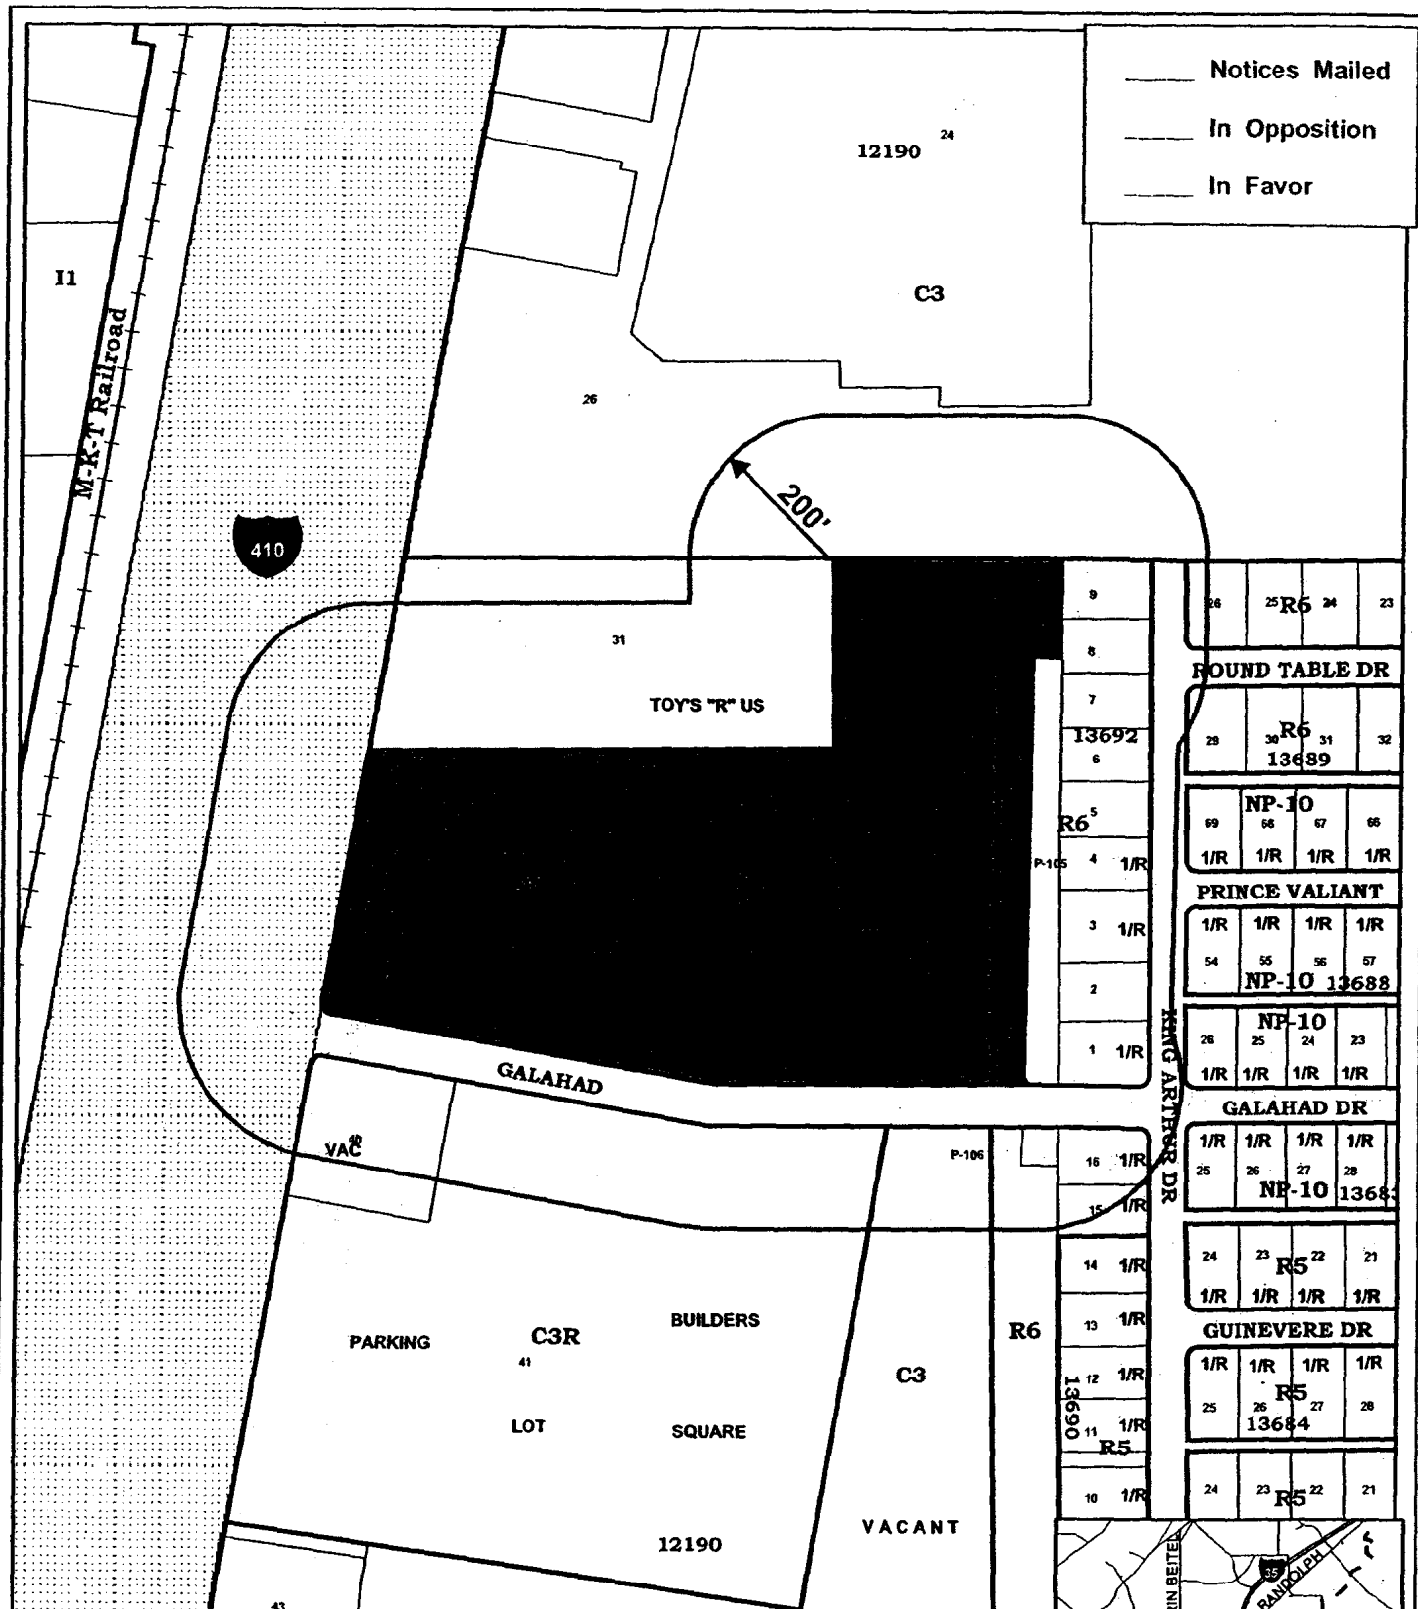 Notices Mailed
In Opposition
In Favor
24
12190
C3
I1
M-K-T Railroad
26
200'
410
31
TOY'S "R" US
9
8
7
13692
6
5
R6
P-105
4 1/R
3 1/R
2
1 1/R
26 25 R6 24 23
ROUND TABLE DR
29 30 R6 31 32
13689
NP-10
69 68 67 66
1/R 1/R 1/R 1/R
PRINCE VALIANT
1/R 1/R 1/R 1/R
54 55 56 57
NP-10 13688
NP-10
26 25 24 23
1/R 1/R 1/R 1/R
KING ARTHUR DR
GALAHAD
GALAHAD DR
1/R 1/R 1/R 1/R
25 26 27 28
NP-10
VAC
P-106
16 1/R
15 1/R
14 1/R
13 1/R
12 1/R
11 1/R
R5
10 1/R
13690
24 23 R5 22 21
1/R 1/R 1/R 1/R
GUINEVERE DR
1/R 1/R 1/R 1/R
R5
25 26 27 28
13684
24 23 R5 22 21
PARKING
LOT
C3R
41
BUILDERS
SQUARE
12190
C3
VACANT
R6
43
RIN BEITEL
35
RANDOLPH